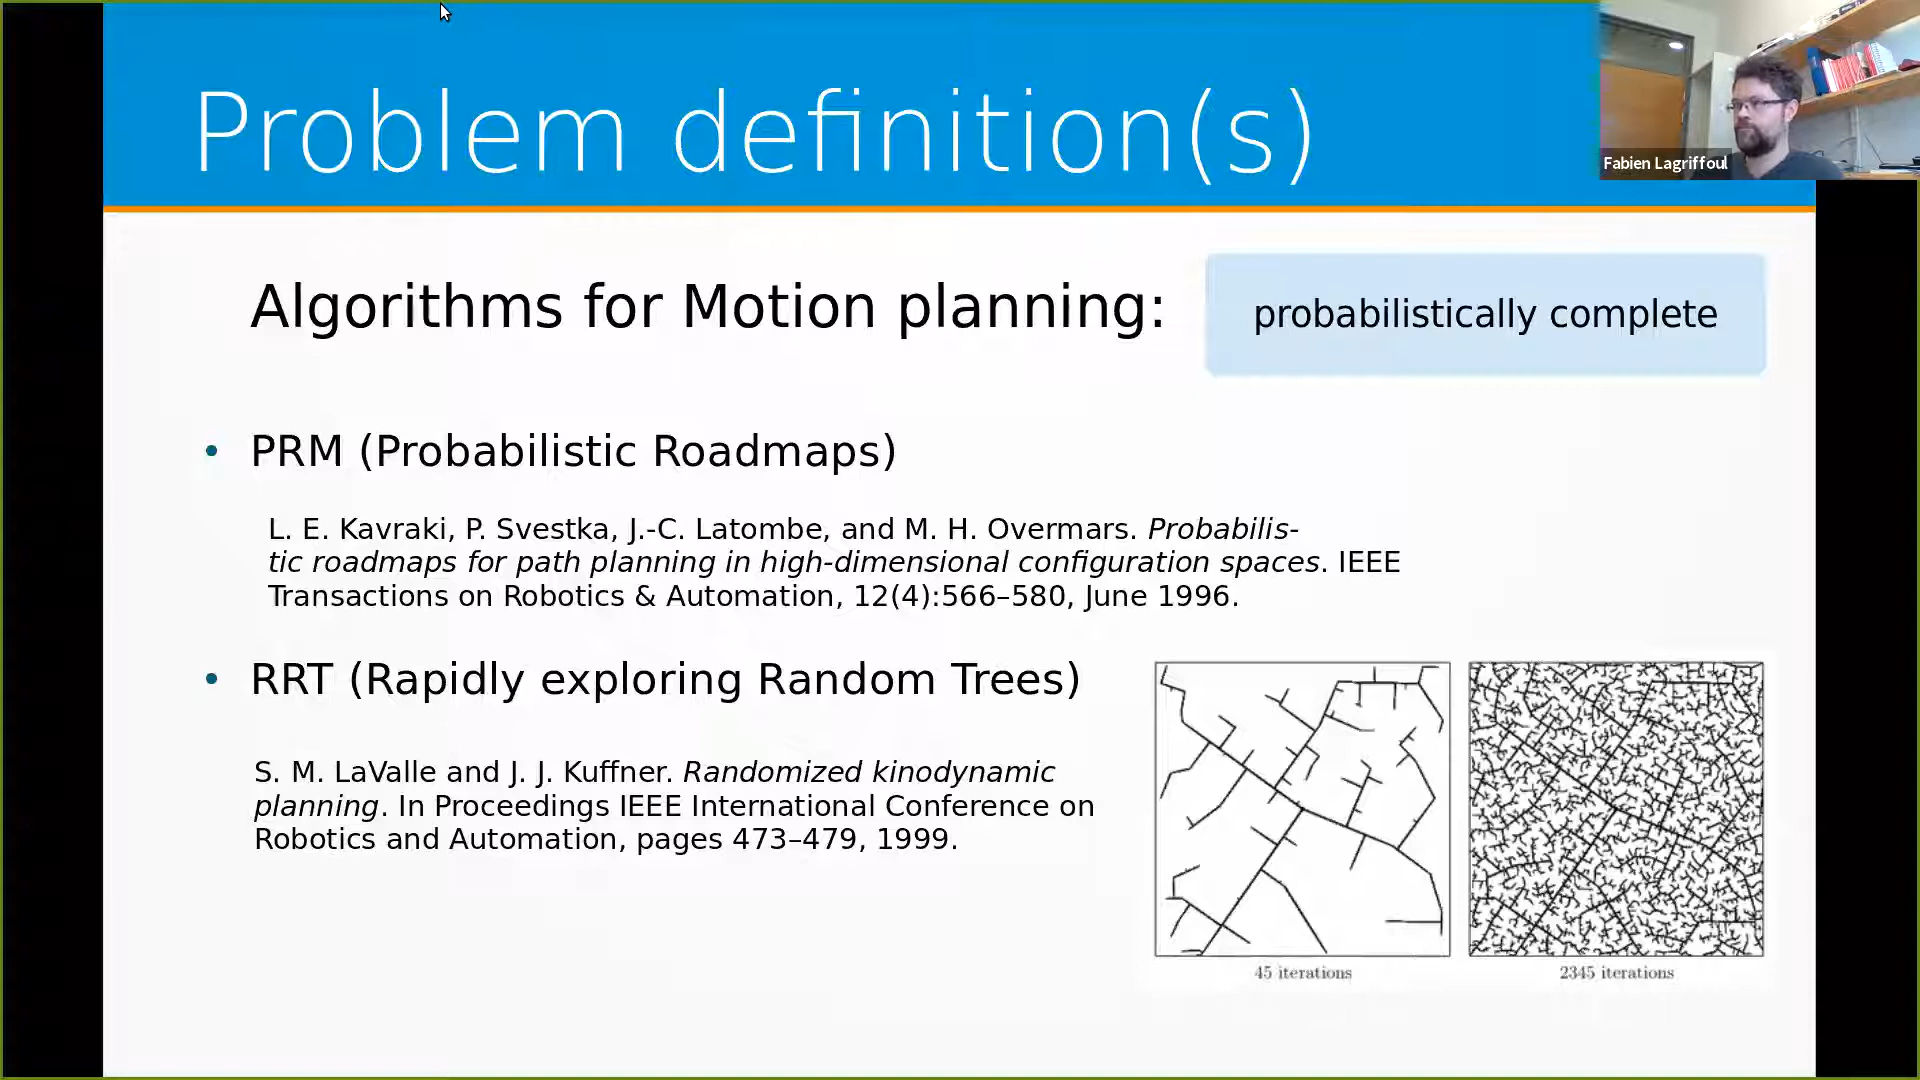 Problem definition(s)
Fabien Lagriffoul
Algorithms for Motion planning:
probabilistically complete
• PRM (Probabilistic Roadmaps)
L. E. Kavraki, P. Svestka, J.-C. Latombe, and M. H. Overmars. Probabilis-
tic roadmaps for path planning in high-dimensional configuration spaces. IEEE
Transactions on Robotics & Automation, 12(4):566–580, June 1996.
• RRT (Rapidly exploring Random Trees)
S. M. LaValle and J. J. Kuffner. Randomized kinodynamic
planning. In Proceedings IEEE International Conference on
Robotics and Automation, pages 473–479, 1999.
45 iterations
2345 iterations